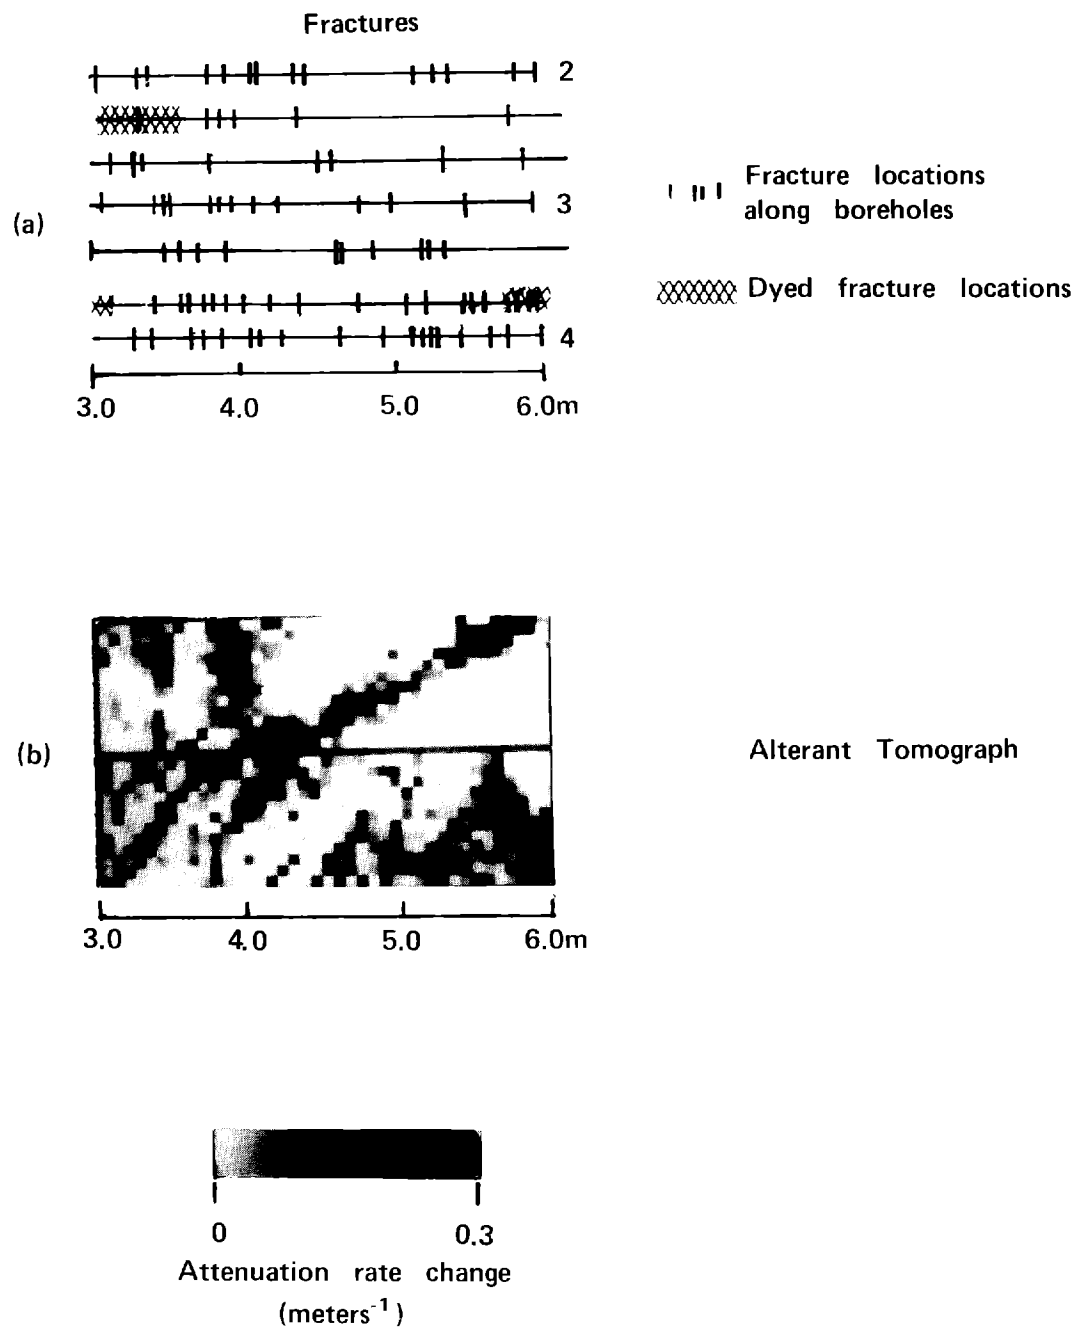 Fractures
2
3
(a)
4
3.0 4.0 5.0 6.0m
Fracture locations
along boreholes
Dyed fracture locations
(b)
Alterant Tomograph
3.0 4.0 5.0 6.0m
0 0.3
Attenuation rate change
(meters⁻¹)